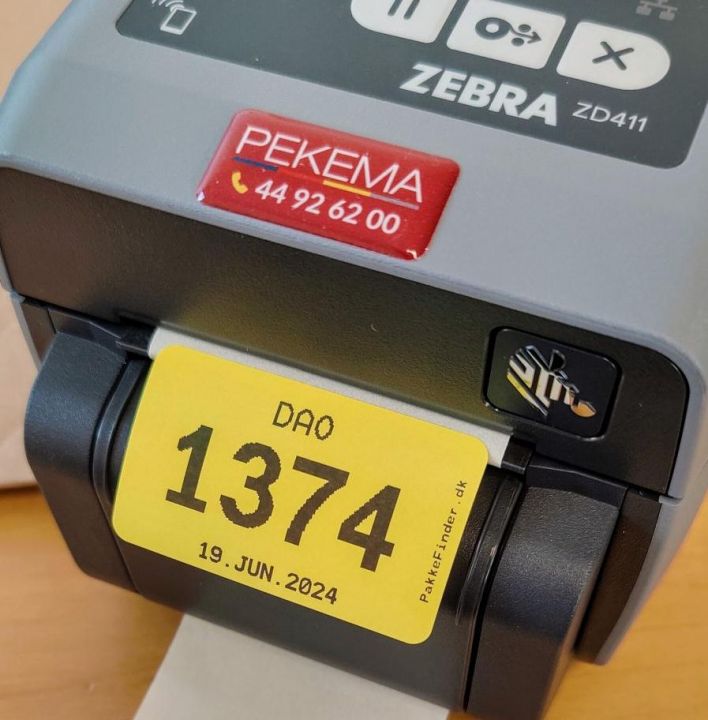 ZEBRA ZD411
PEKEMA
44 92 62 00
DAO
1374
19.JUN.2024
PakkeFinder.dk